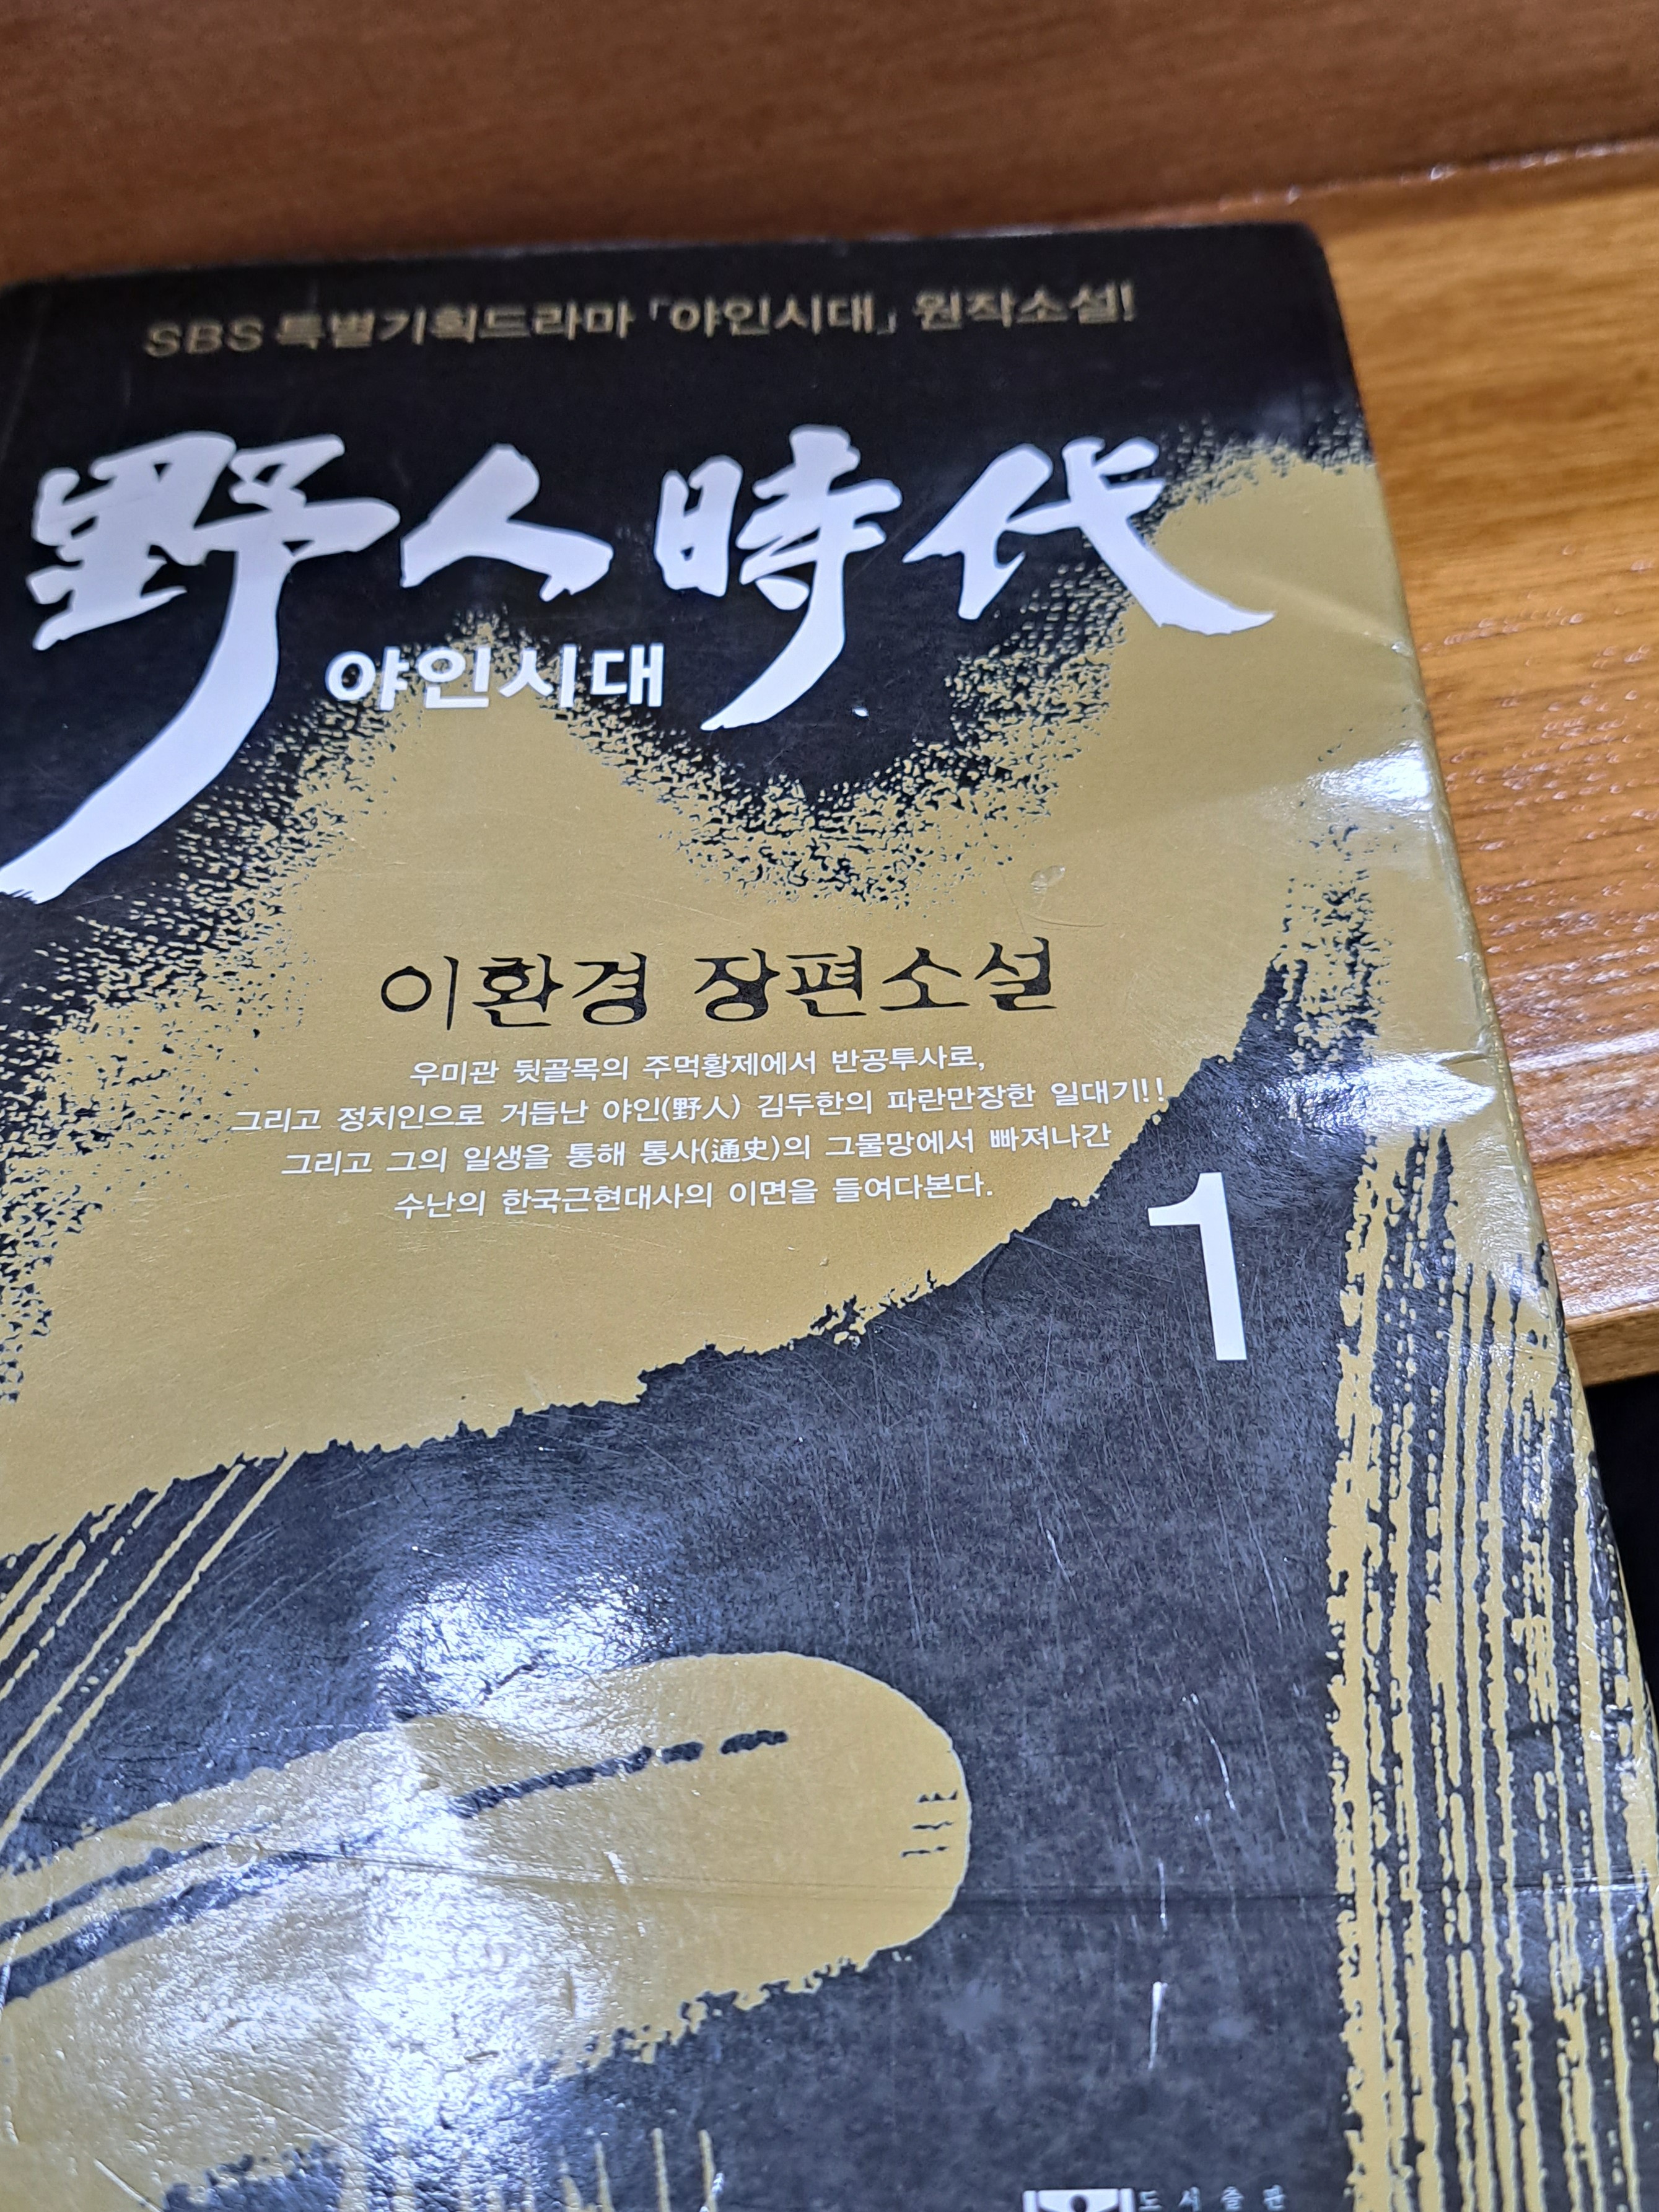 SBS 특별기획드라마 「야인시대」 원작소설!
野人時代
야인시대
이환경 장편소설
우미관 뒷골목의 주먹황제에서 반공투사로,
그리고 정치인으로 거듭난 야인(野人) 김두한의 파란만장한 일대기!!
그리고 그의 일생을 통해 통사(通史)의 그물망에서 빠져나간
수난의 한국근현대사의 이면을 들여다본다.
1
도서출판